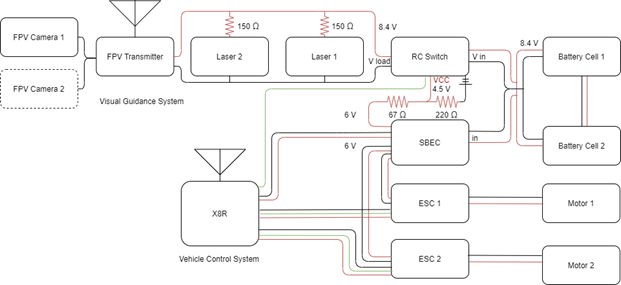 150 Ω
150 Ω
8.4 V
8.4 V
FPV Camera 1
FPV Transmitter
Laser 2
Laser 1
V load
RC Switch
V in
Battery Cell 1
FPV Camera 2
Visual Guidance System
VCC
4.5 V
6 V
67 Ω
220 Ω
6 V
SBEC
in
Battery Cell 2
X8R
ESC 1
Motor 1
Vehicle Control System
ESC 2
Motor 2